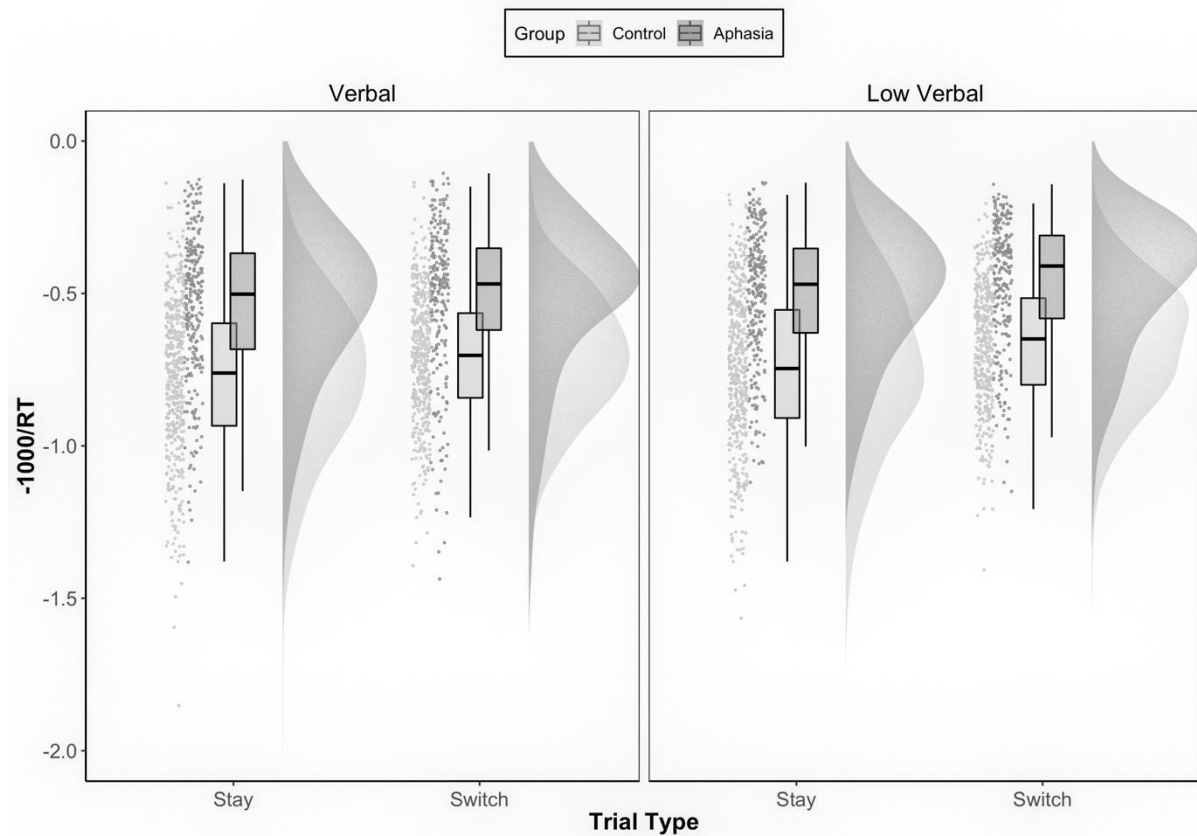 Group Control Aphasia
Verbal Low Verbal
0.0
-0.5
-1.0
-1.5
-2.0
-1000/RT
Stay Switch Stay Switch
Trial Type